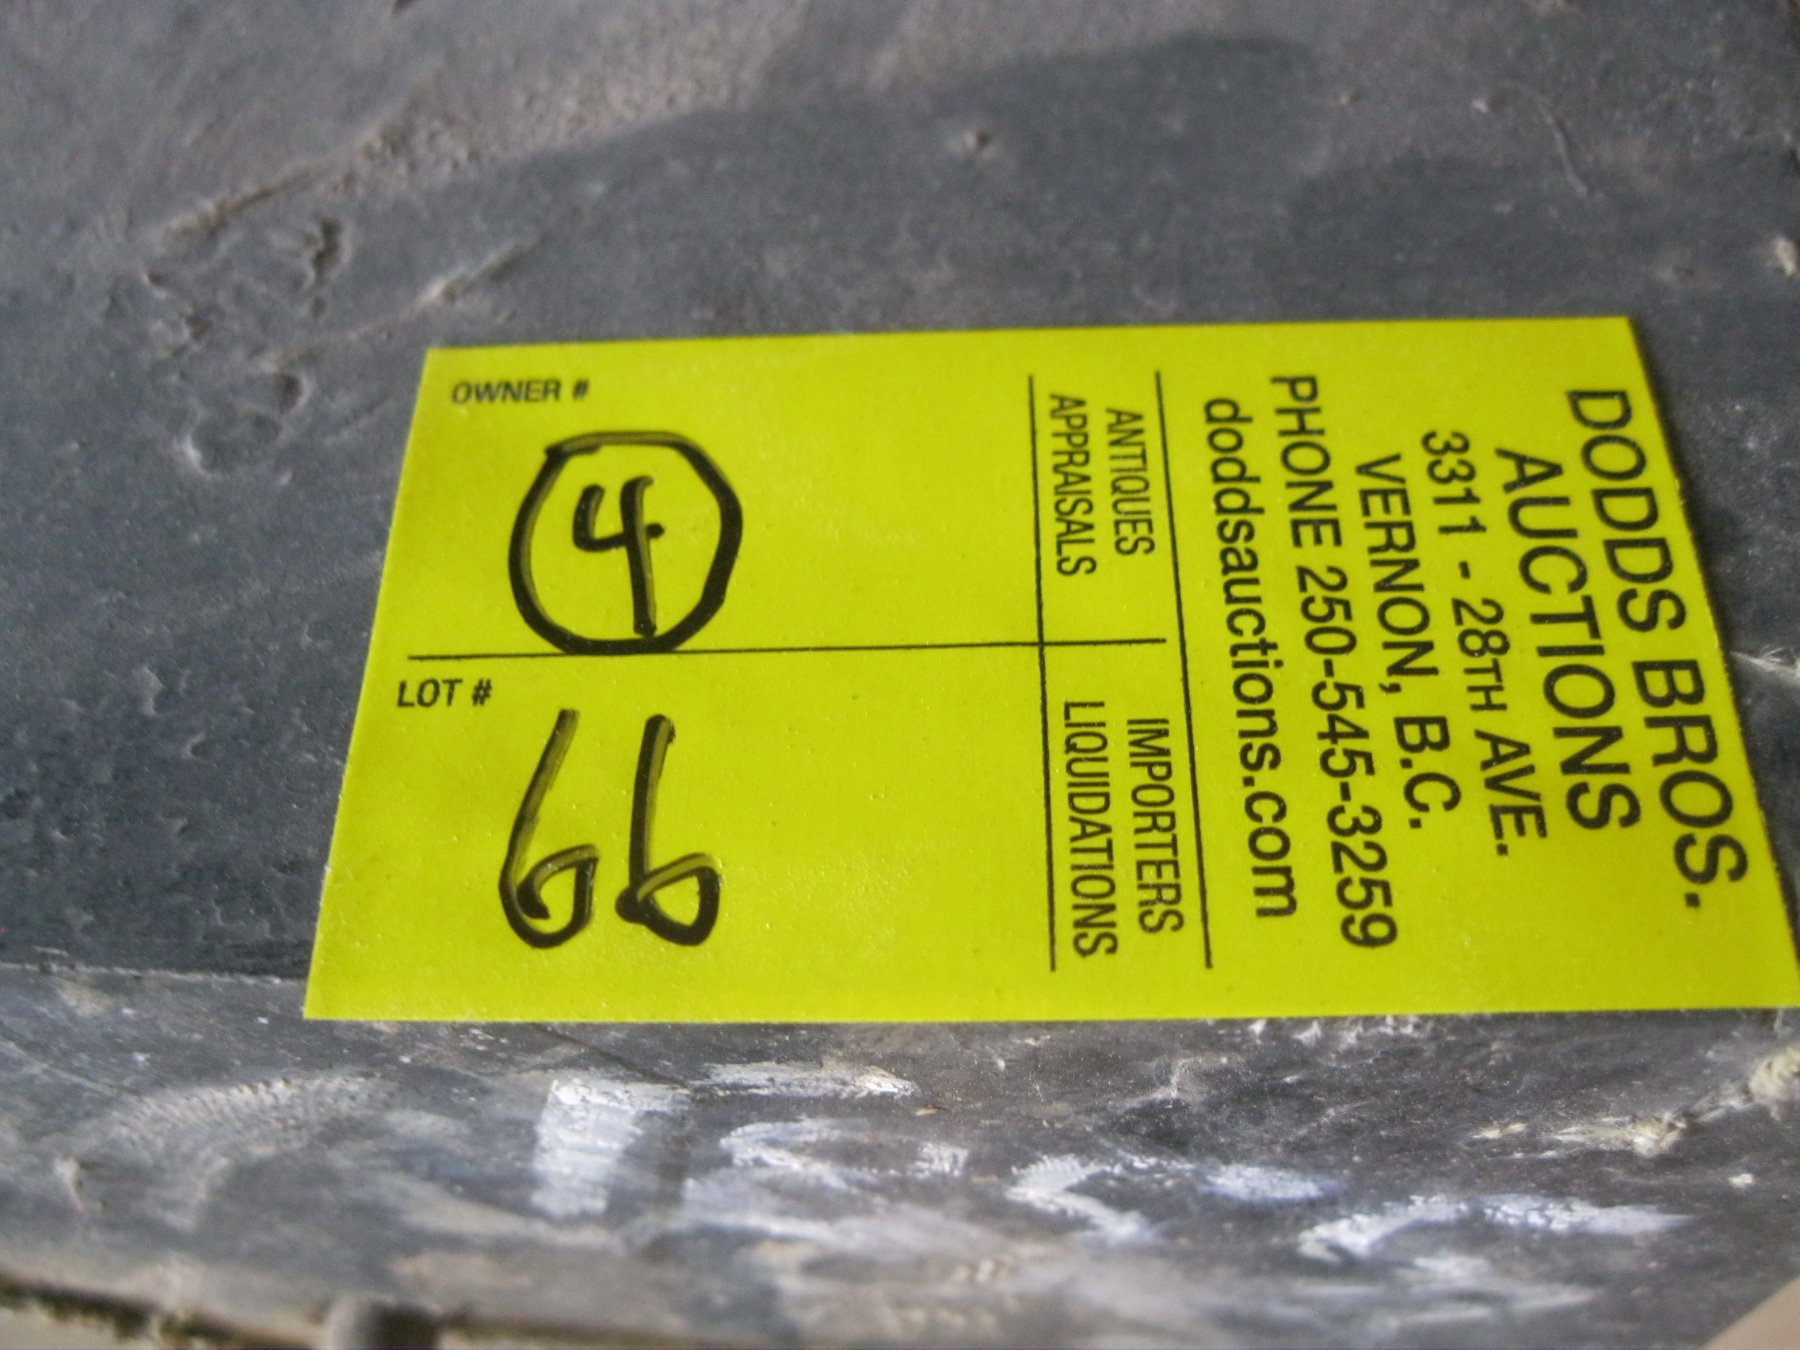 DODDS BROS.
AUCTIONS
3311 - 28TH AVE.
VERNON, B.C.
PHONE 250-545-3259
doddsauctions.com
ANTIQUES
APPRAISALS
IMPORTERS
LIQUIDATIONS
OWNER #
4
LOT #
66